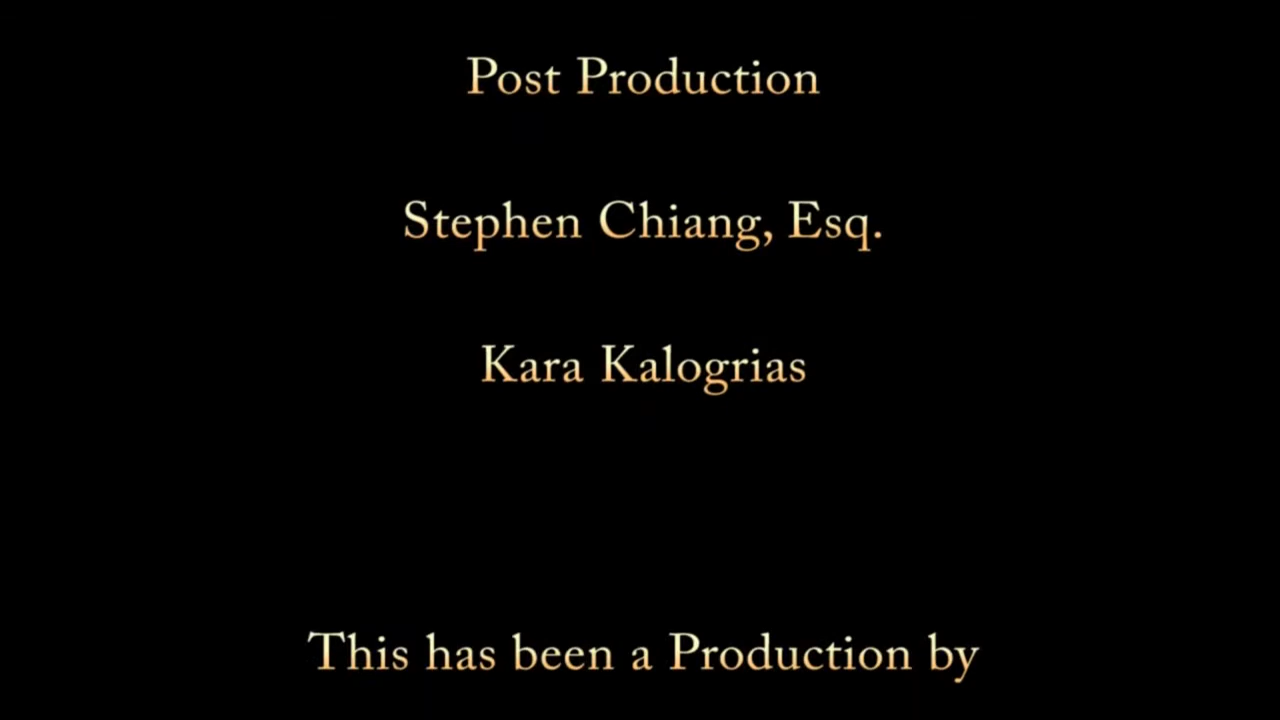 Post Production
Stephen Chiang, Esq.
Kara Kalogrias
This has been a Production by